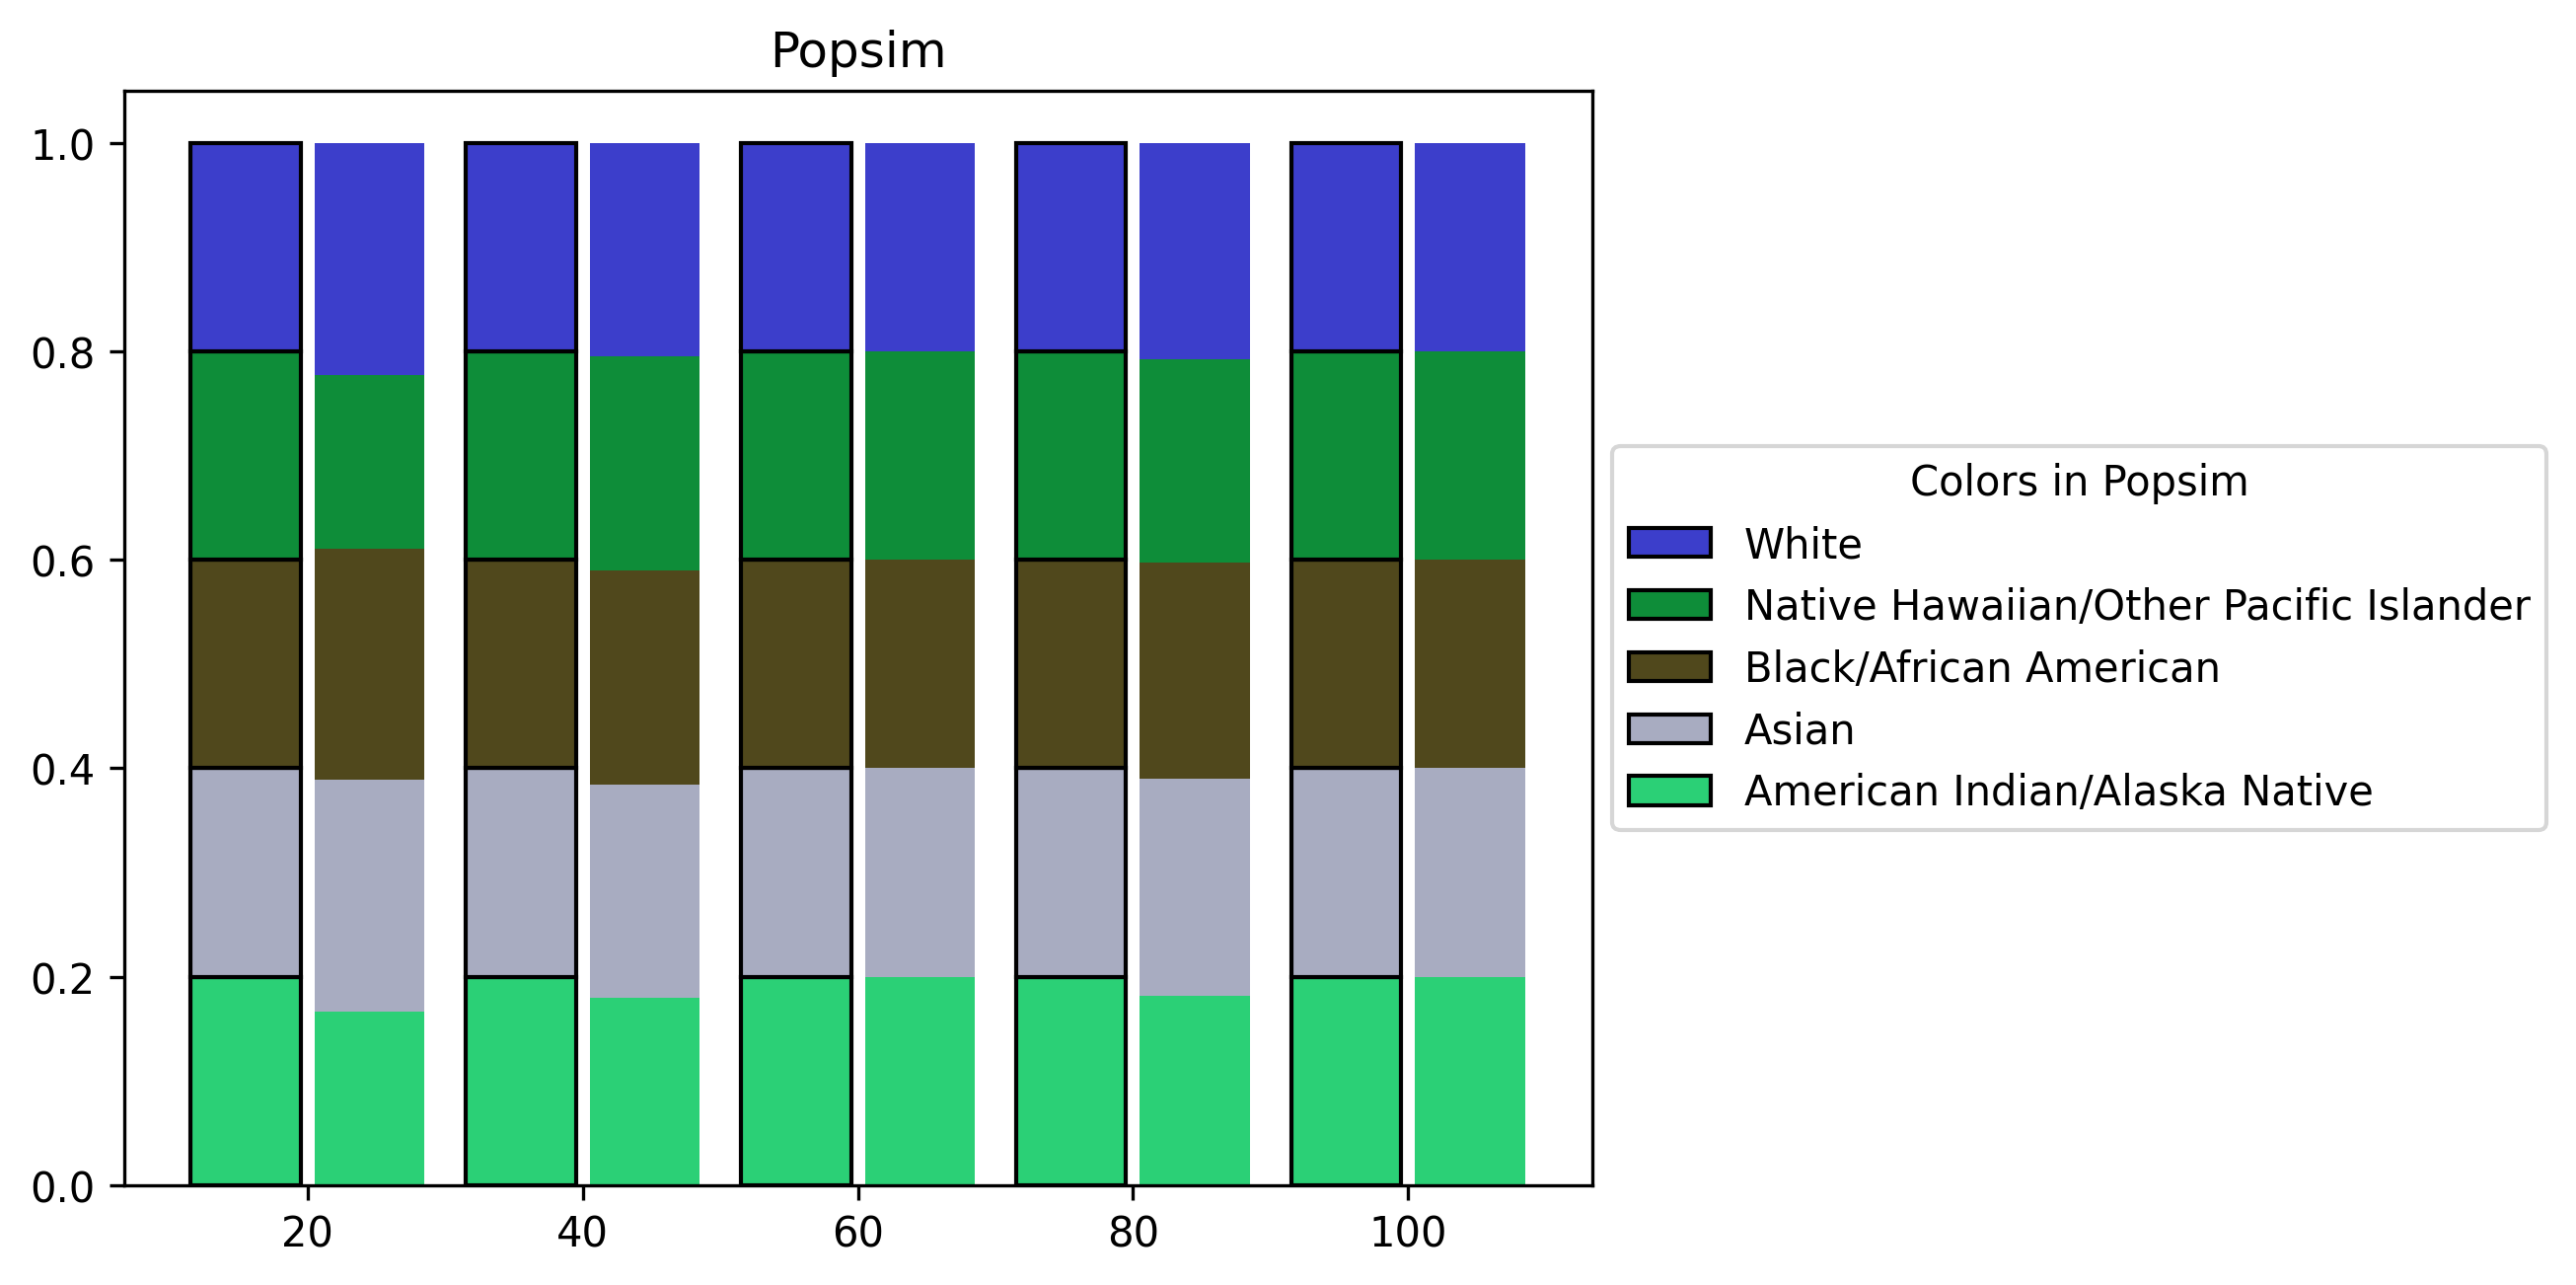 Popsim
1.0
0.8
0.6
0.4
0.2
0.0
20 40 60 80 100
Colors in Popsim
White
Native Hawaiian/Other Pacific Islander
Black/African American
Asian
American Indian/Alaska Native